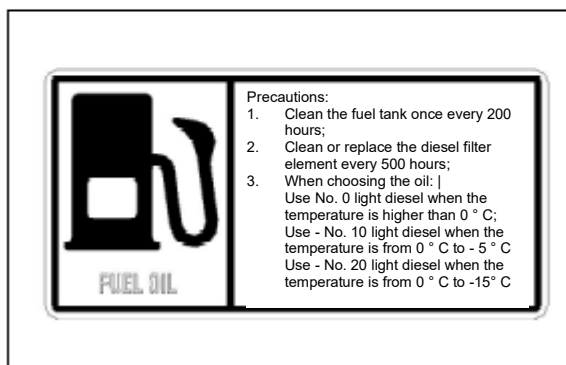 Precautions:
1. Clean the fuel tank once every 200
hours;
2. Clean or replace the diesel filter
element every 500 hours;
3. When choosing the oil: |
Use No. 0 light diesel when the
temperature is higher than 0 ° C;
Use - No. 10 light diesel when the
temperature is from 0 ° C to - 5 ° C
Use - No. 20 light diesel when the
temperature is from 0 ° C to -15° C
FUEL OIL